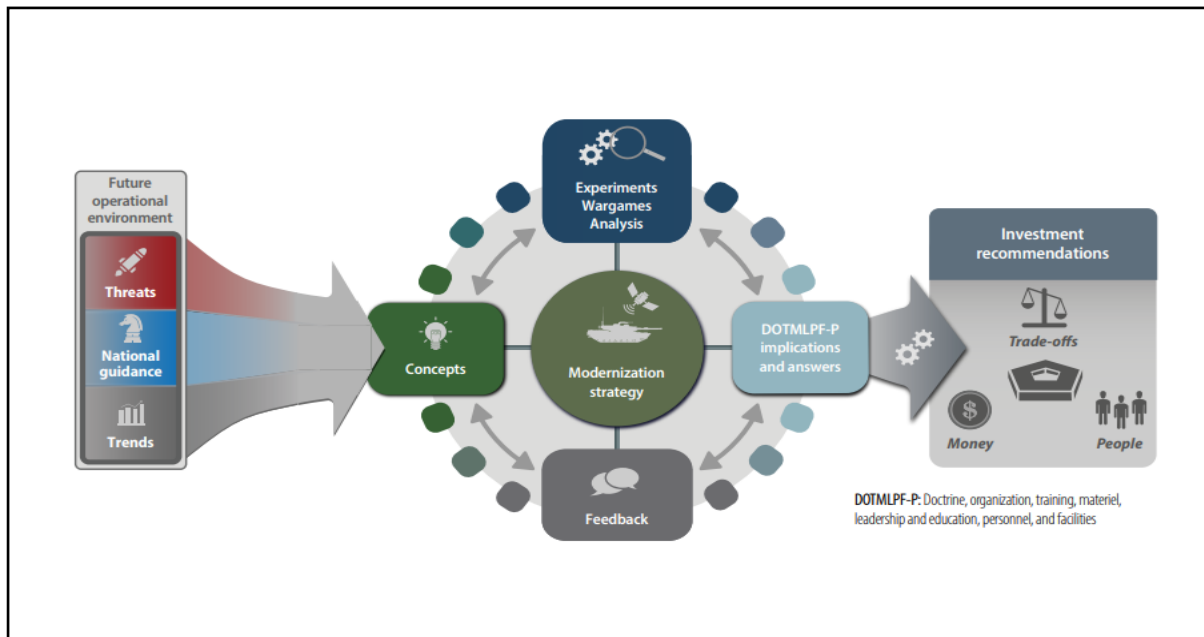 Future
operational
environment
Threats
National
guidance
Trends
Concepts
Experiments
Wargames
Analysis
Modernization
strategy
Feedback
DOTMLPF-P
implications
and answers
Investment
recommendations
Trade-offs
$
Money
People
DOTMLPF-P: Doctrine, organization, training, materiel,
leadership and education, personnel, and facilities